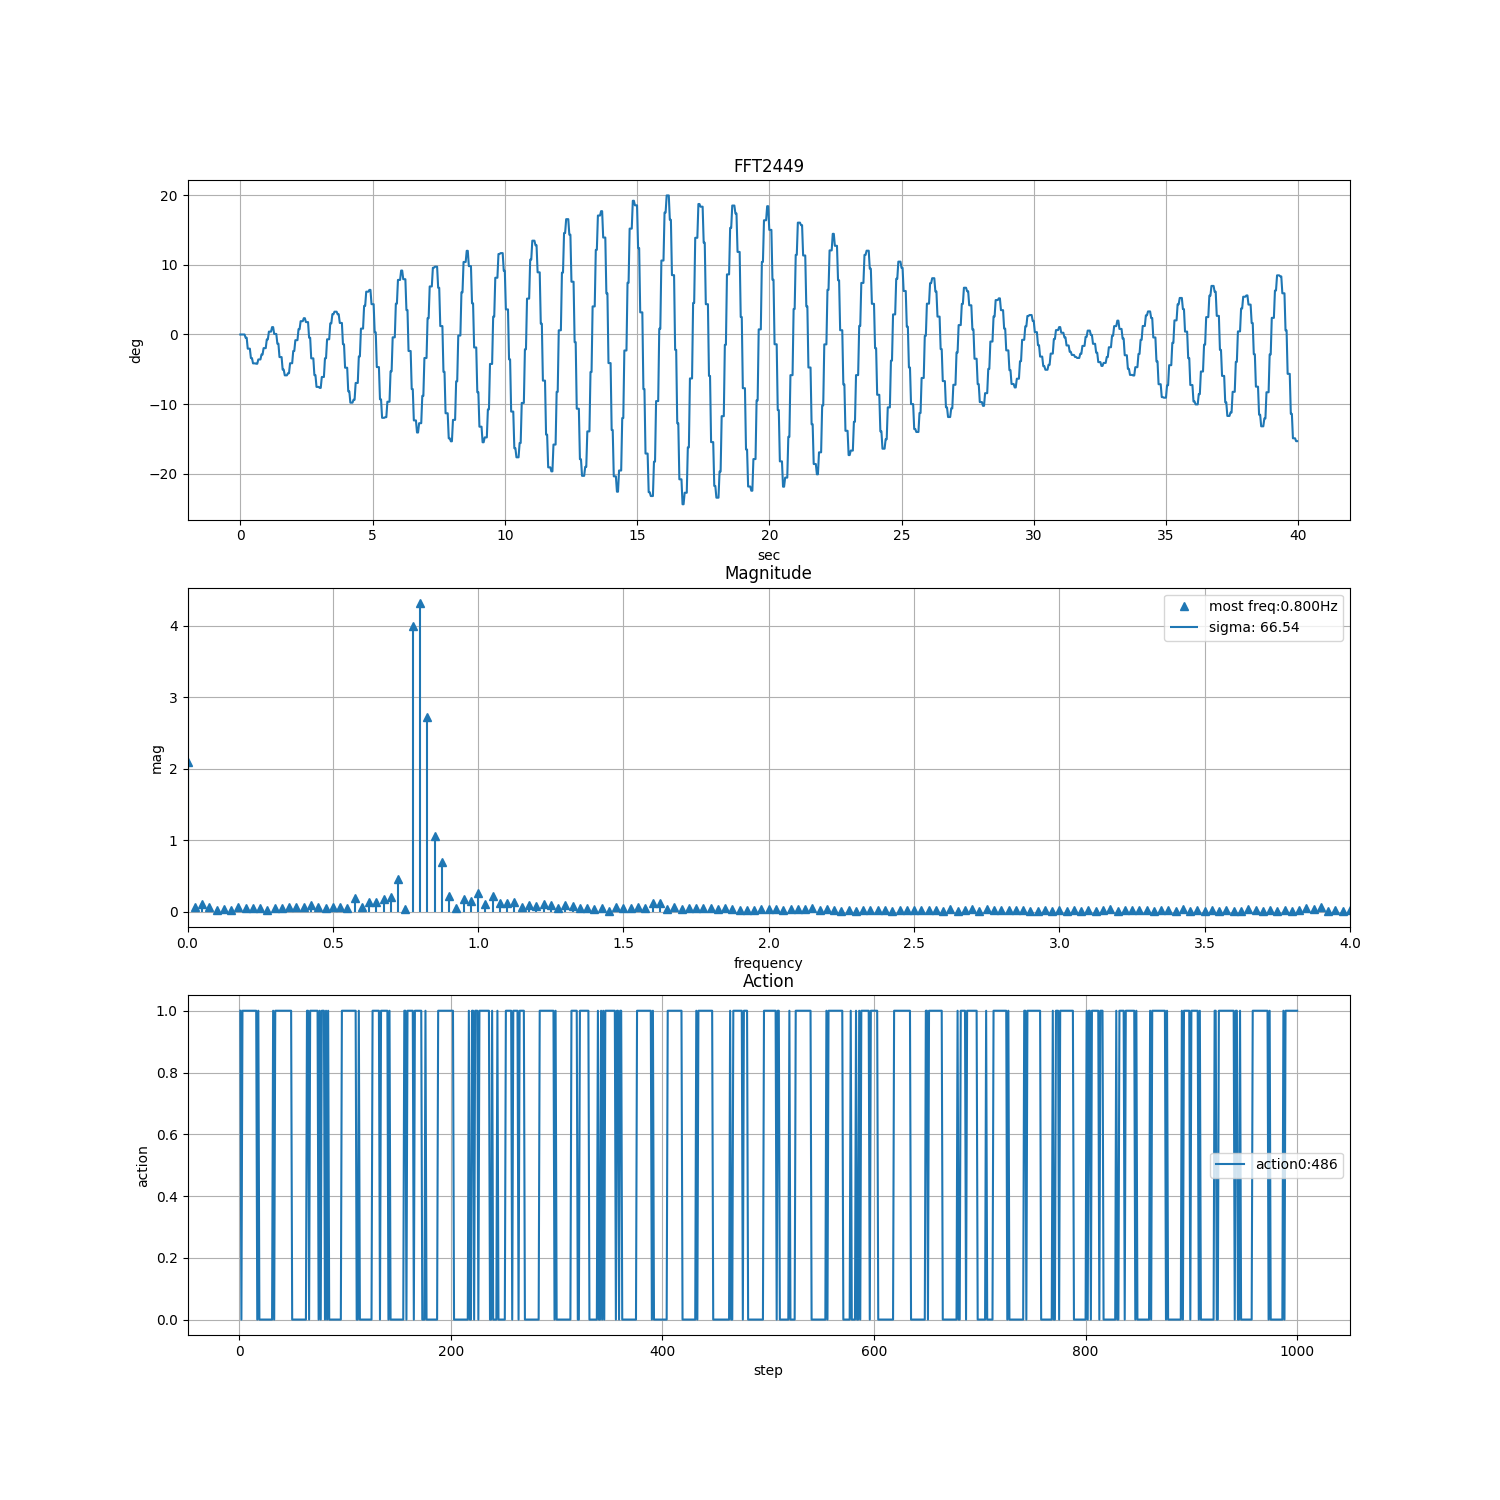 FFT2449
20
10
0
−10
−20
deg
0 5 10 15 20 25 30 35 40
sec
Magnitude
most freq:0.800Hz
sigma: 66.54
4
3
2
1
0
mag
0.0 0.5 1.0 1.5 2.0 2.5 3.0 3.5 4.0
frequency
Action
1.0
0.8
0.6
0.4
0.2
0.0
action
action0:486
0 200 400 600 800 1000
step